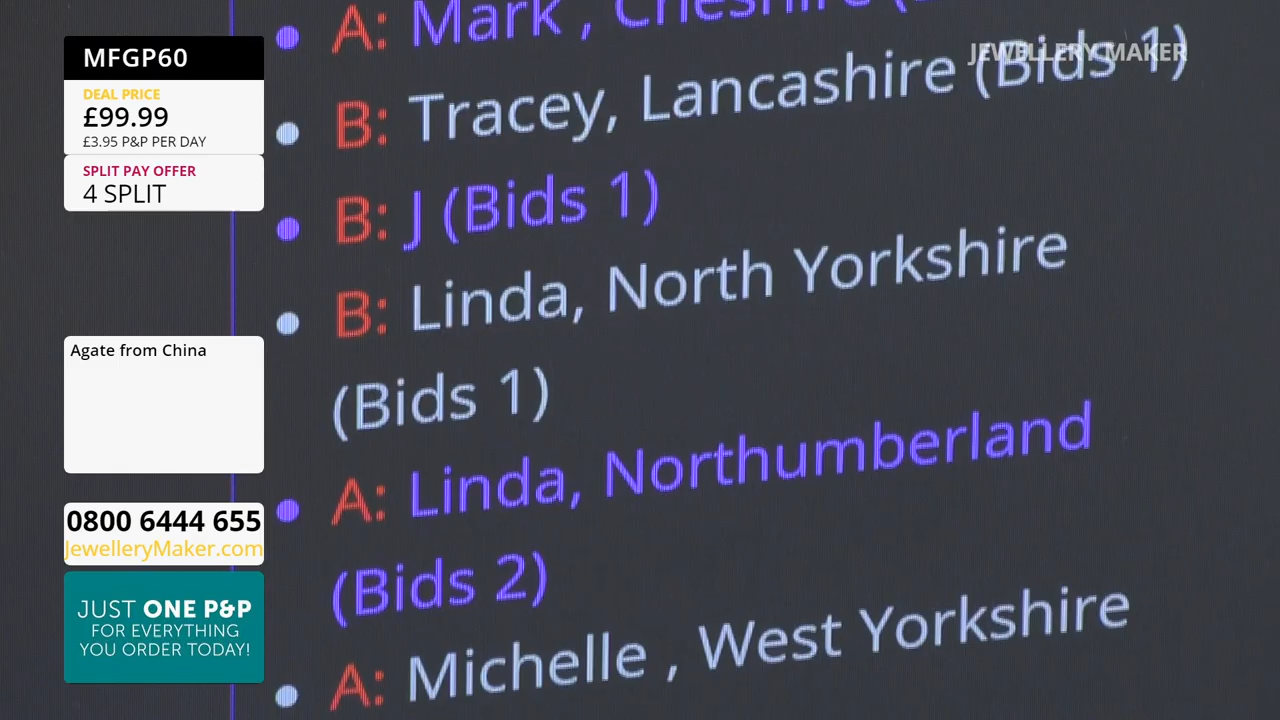 MFGP60
DEAL PRICE
£99.99
£3.95 P&P PER DAY
SPLIT PAY OFFER
4 SPLIT
Agate from China
0800 6444 655
JewelleryMaker.com
JUST ONE P&P
FOR EVERYTHING
YOU ORDER TODAY!
JEWELLERY MAKER
A: Mark , Cheshire (
B: Tracey, Lancashire (Bids 1)
B: J (Bids 1)
B: Linda, North Yorkshire
(Bids 1)
A: Linda, Northumberland
(Bids 2)
A: Michelle , West Yorkshire